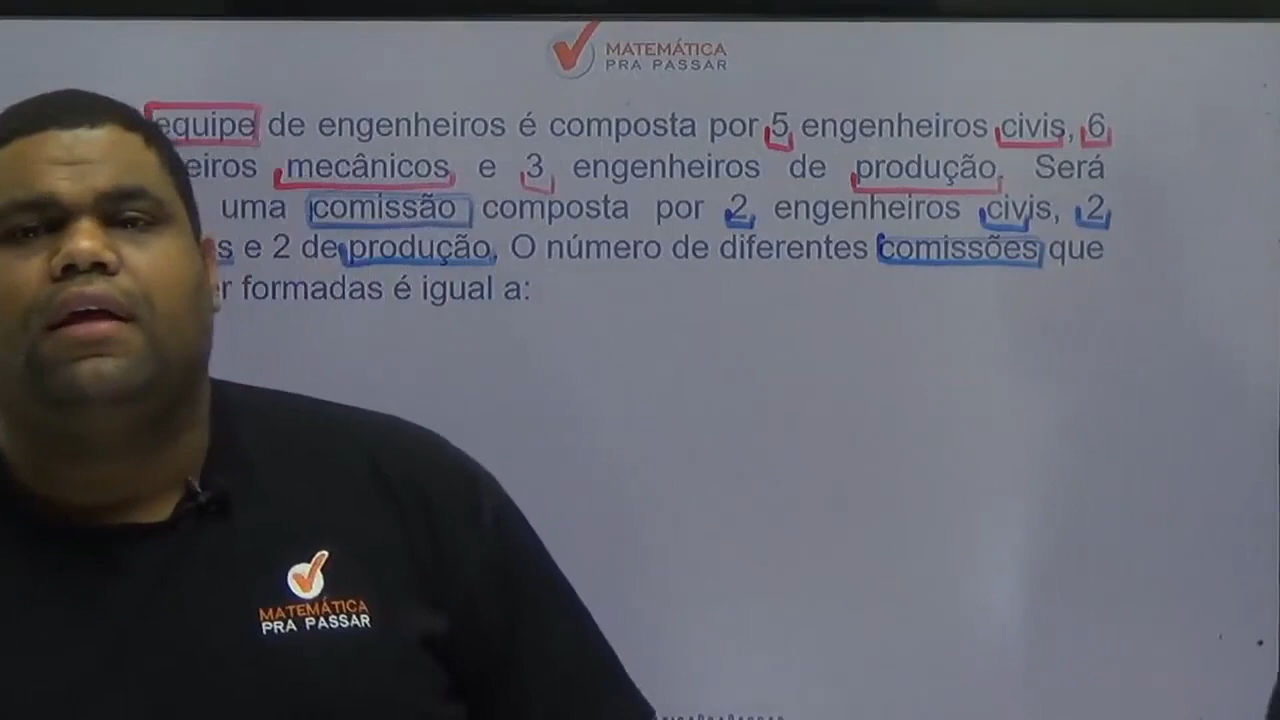 MATEMÁTICA
PRA PASSAR
equipe de engenheiros é composta por 5 engenheiros civis, 6
eiros mecânicos e 3 engenheiros de produção. Será
uma comissão composta por 2 engenheiros civis, 2
s e 2 de produção. O número de diferentes comissões que
r formadas é igual a:
MATEMÁTICA
PRA PASSAR